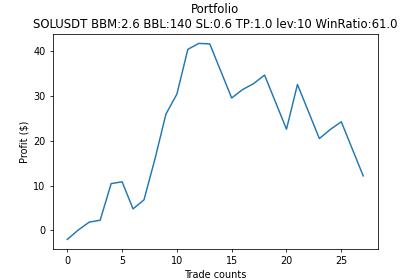 Portfolio
SOLUSDT BBM:2.6 BBL:140 SL:0.6 TP:1.0 lev:10 WinRatio:61.0
40
30
20
10
0
Profit ($)
0 5 10 15 20 25
Trade counts